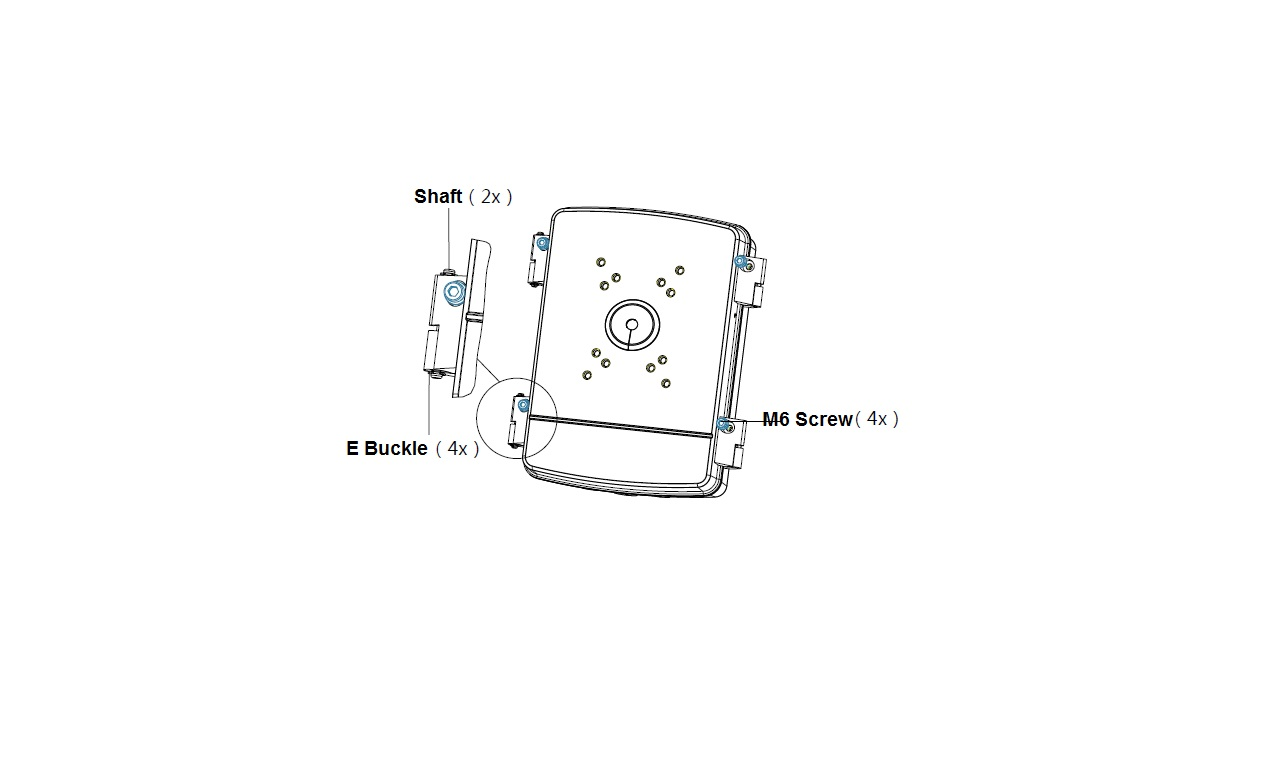 Shaft ( 2x )
M6 Screw( 4x )
E Buckle ( 4x )